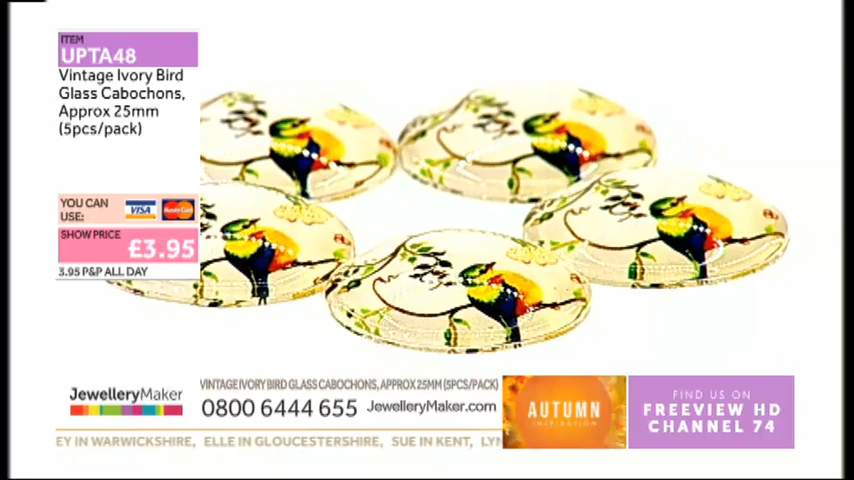 ITEM
UPTA48
Vintage Ivory Bird
Glass Cabochons,
Approx 25mm
(5pcs/pack)
YOU CAN
USE:
VISA
MasterCard
SHOW PRICE
£3.95
3.95 P&P ALL DAY
JewelleryMaker
VINTAGE IVORY BIRD GLASS CABOCHONS, APPROX 25MM (5PCS/PACK)
0800 6444 655 JewelleryMaker.com
AUTUMN
INSPIRATION
FIND US ON
FREEVIEW HD
CHANNEL 74
EY IN WARWICKSHIRE, ELLE IN GLOUCESTERSHIRE, SUE IN KENT, LYN